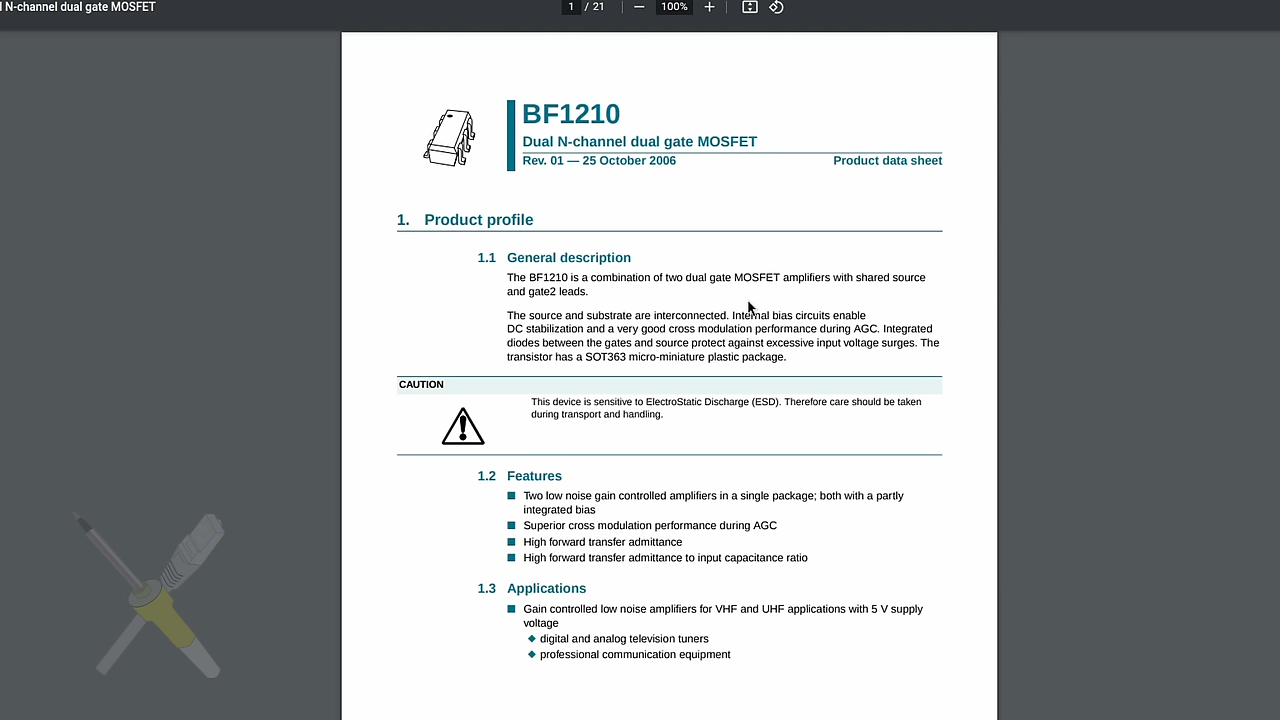 N-channel dual gate MOSFET
1 / 21
100%
BF1210
Dual N-channel dual gate MOSFET
Rev. 01 — 25 October 2006 Product data sheet
1. Product profile
1.1 General description
The BF1210 is a combination of two dual gate MOSFET amplifiers with shared source
and gate2 leads.
The source and substrate are interconnected. Internal bias circuits enable
DC stabilization and a very good cross modulation performance during AGC. Integrated
diodes between the gates and source protect against excessive input voltage surges. The
transistor has a SOT363 micro-miniature plastic package.
CAUTION
This device is sensitive to ElectroStatic Discharge (ESD). Therefore care should be taken
during transport and handling.
1.2 Features
Two low noise gain controlled amplifiers in a single package; both with a partly
integrated bias
Superior cross modulation performance during AGC
High forward transfer admittance
High forward transfer admittance to input capacitance ratio
1.3 Applications
Gain controlled low noise amplifiers for VHF and UHF applications with 5 V supply
voltage
digital and analog television tuners
professional communication equipment